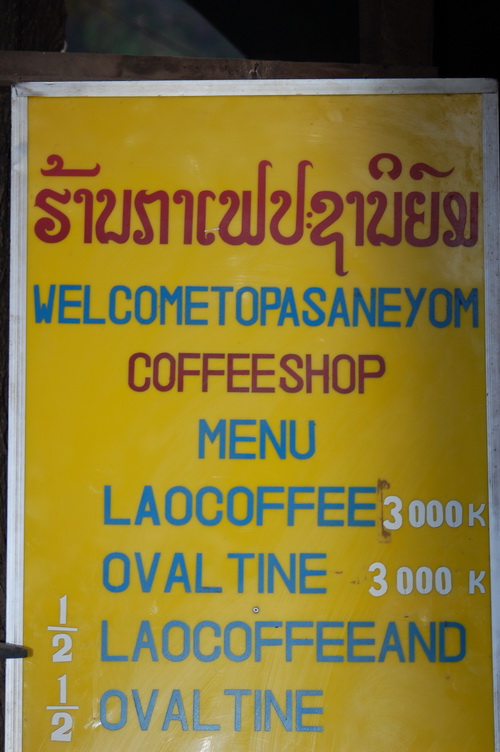 ຮ້ານກາເຟປະຊານິຍົມ
WELCOMETOPASANEYOM
COFFEESHOP
MENU
LAOCOFFEE 3000K
OVALTINE 3000 K
1/2 LAOCOFFEEAND
1/2 OVALTINE